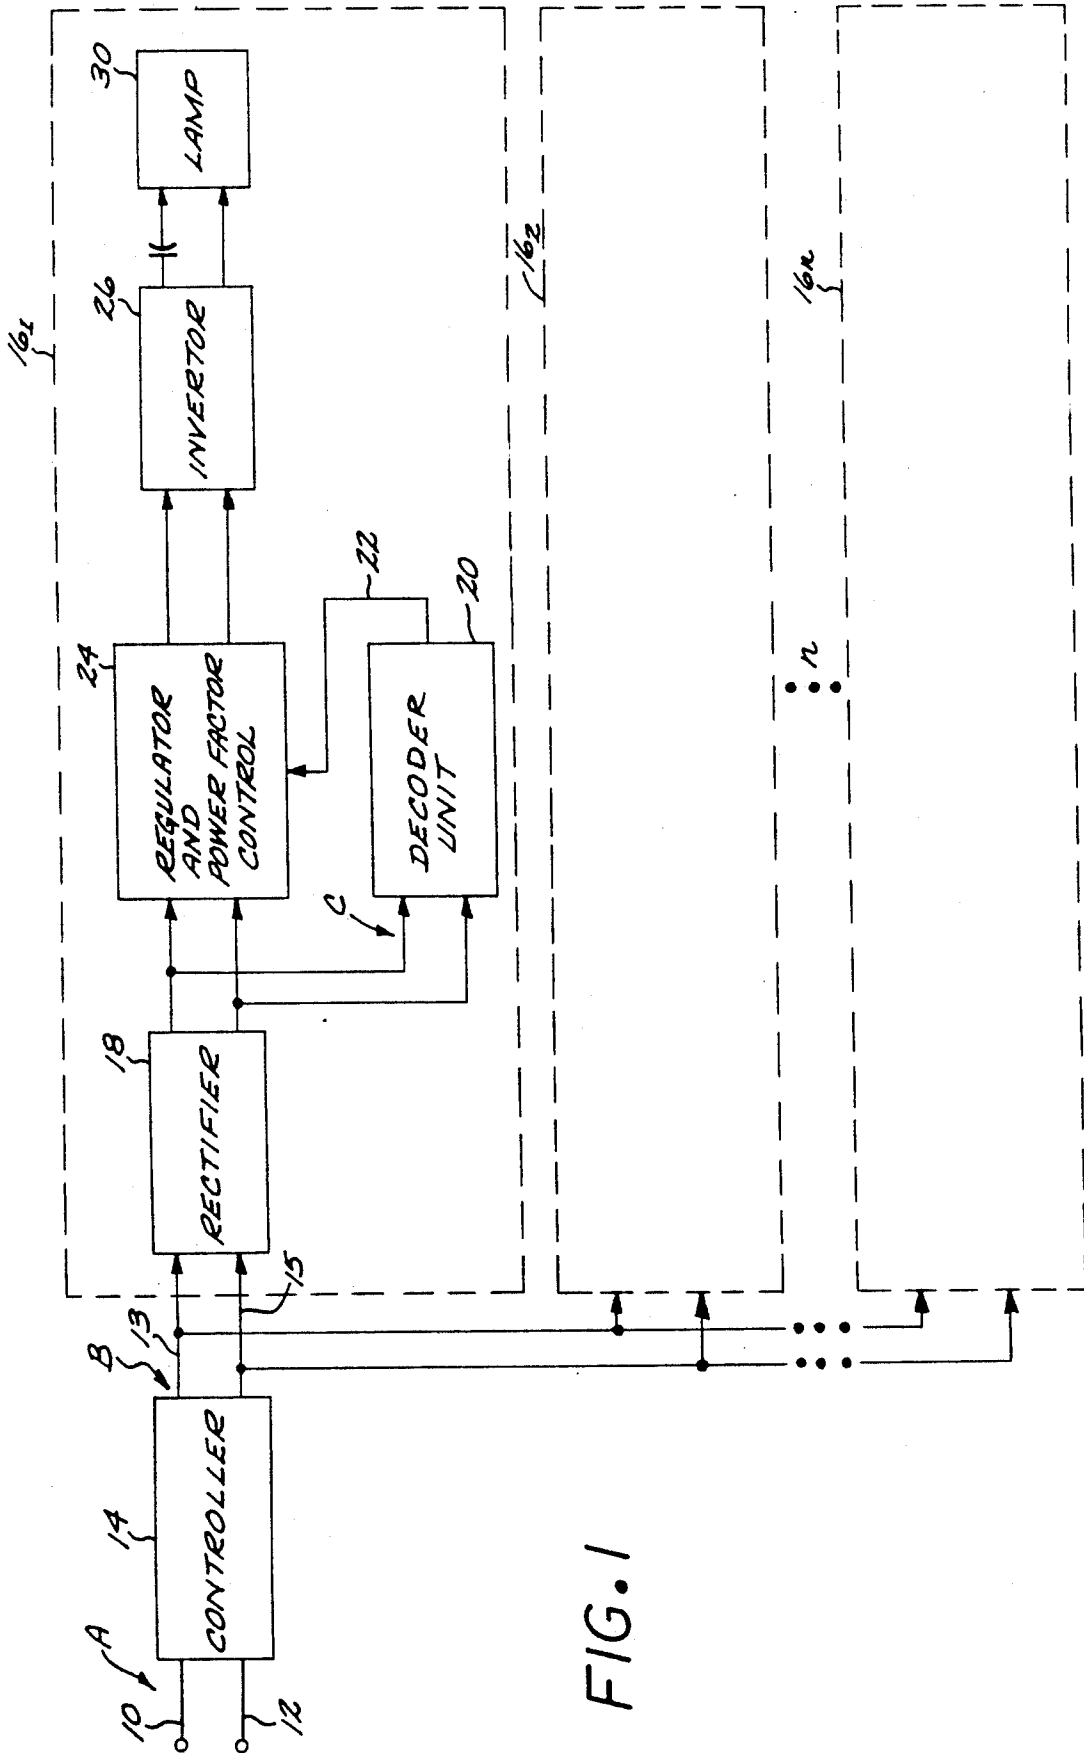 16₁
30
LAMP
26
INVERTOR
24
REGULATOR
AND
POWER FACTOR
CONTROL
22
20
DECODER
UNIT
C
18
RECTIFIER
15
13
B
14
CONTROLLER
A
10
12
16₂
16n
n
FIG. 1